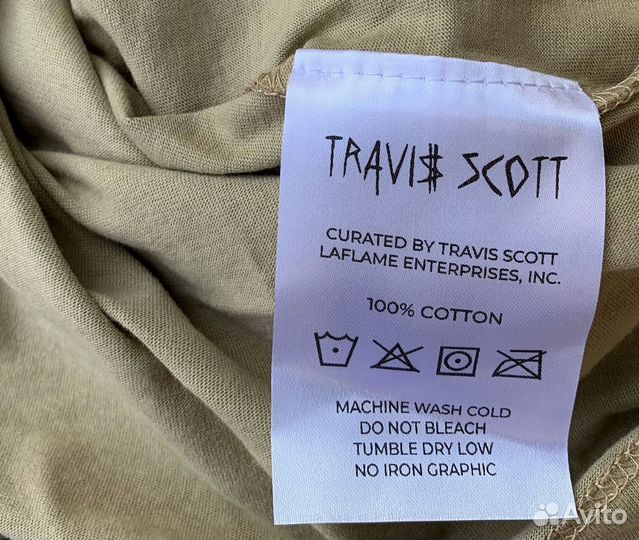 TRAVI$ SCOTT
CURATED BY TRAVIS SCOTT
LAFLAME ENTERPRISES, INC.
100% COTTON
MACHINE WASH COLD
DO NOT BLEACH
TUMBLE DRY LOW
NO IRON GRAPHIC
Avito